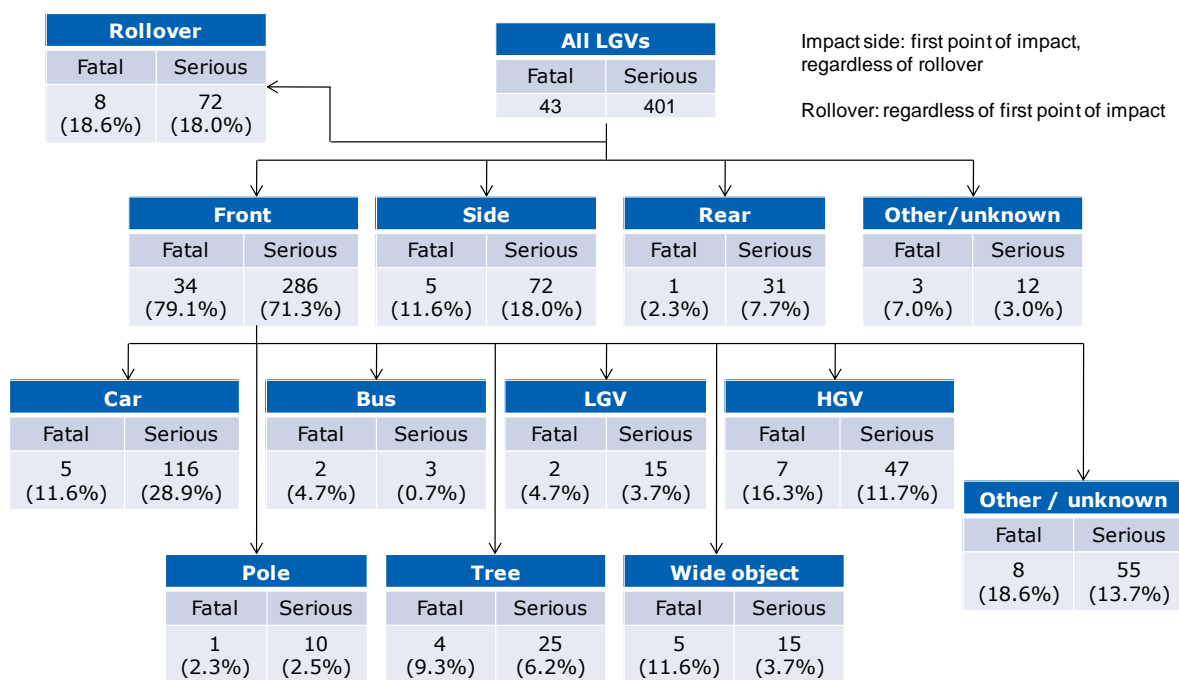 Rollover
Fatal Serious
8 72
(18.6%) (18.0%)
All LGVs
Fatal Serious
43 401
Impact side: first point of impact,
regardless of rollover
Rollover: regardless of first point of impact
Front
Fatal Serious
34 286
(79.1%) (71.3%)
Side
Fatal Serious
5 72
(11.6%) (18.0%)
Rear
Fatal Serious
1 31
(2.3%) (7.7%)
Other/unknown
Fatal Serious
3 12
(7.0%) (3.0%)
Car
Fatal Serious
5 116
(11.6%) (28.9%)
Bus
Fatal Serious
2 3
(4.7%) (0.7%)
LGV
Fatal Serious
2 15
(4.7%) (3.7%)
HGV
Fatal Serious
7 47
(16.3%) (11.7%)
Other / unknown
Fatal Serious
8 55
(18.6%) (13.7%)
Pole
Fatal Serious
1 10
(2.3%) (2.5%)
Tree
Fatal Serious
4 25
(9.3%) (6.2%)
Wide object
Fatal Serious
5 15
(11.6%) (3.7%)